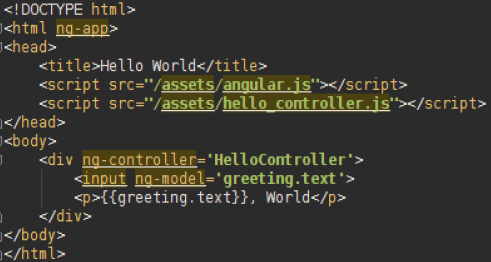 <!DOCTYPE html>
<html ng-app>
<head>
    <title>Hello World</title>
    <script src="/assets/angular.js"></script>
    <script src="/assets/hello_controller.js"></script>
</head>
<body>
    <div ng-controller='HelloController'>
        <input ng-model='greeting.text'>
        <p>{{greeting.text}}, World</p>
    </div>
</body>
</html>